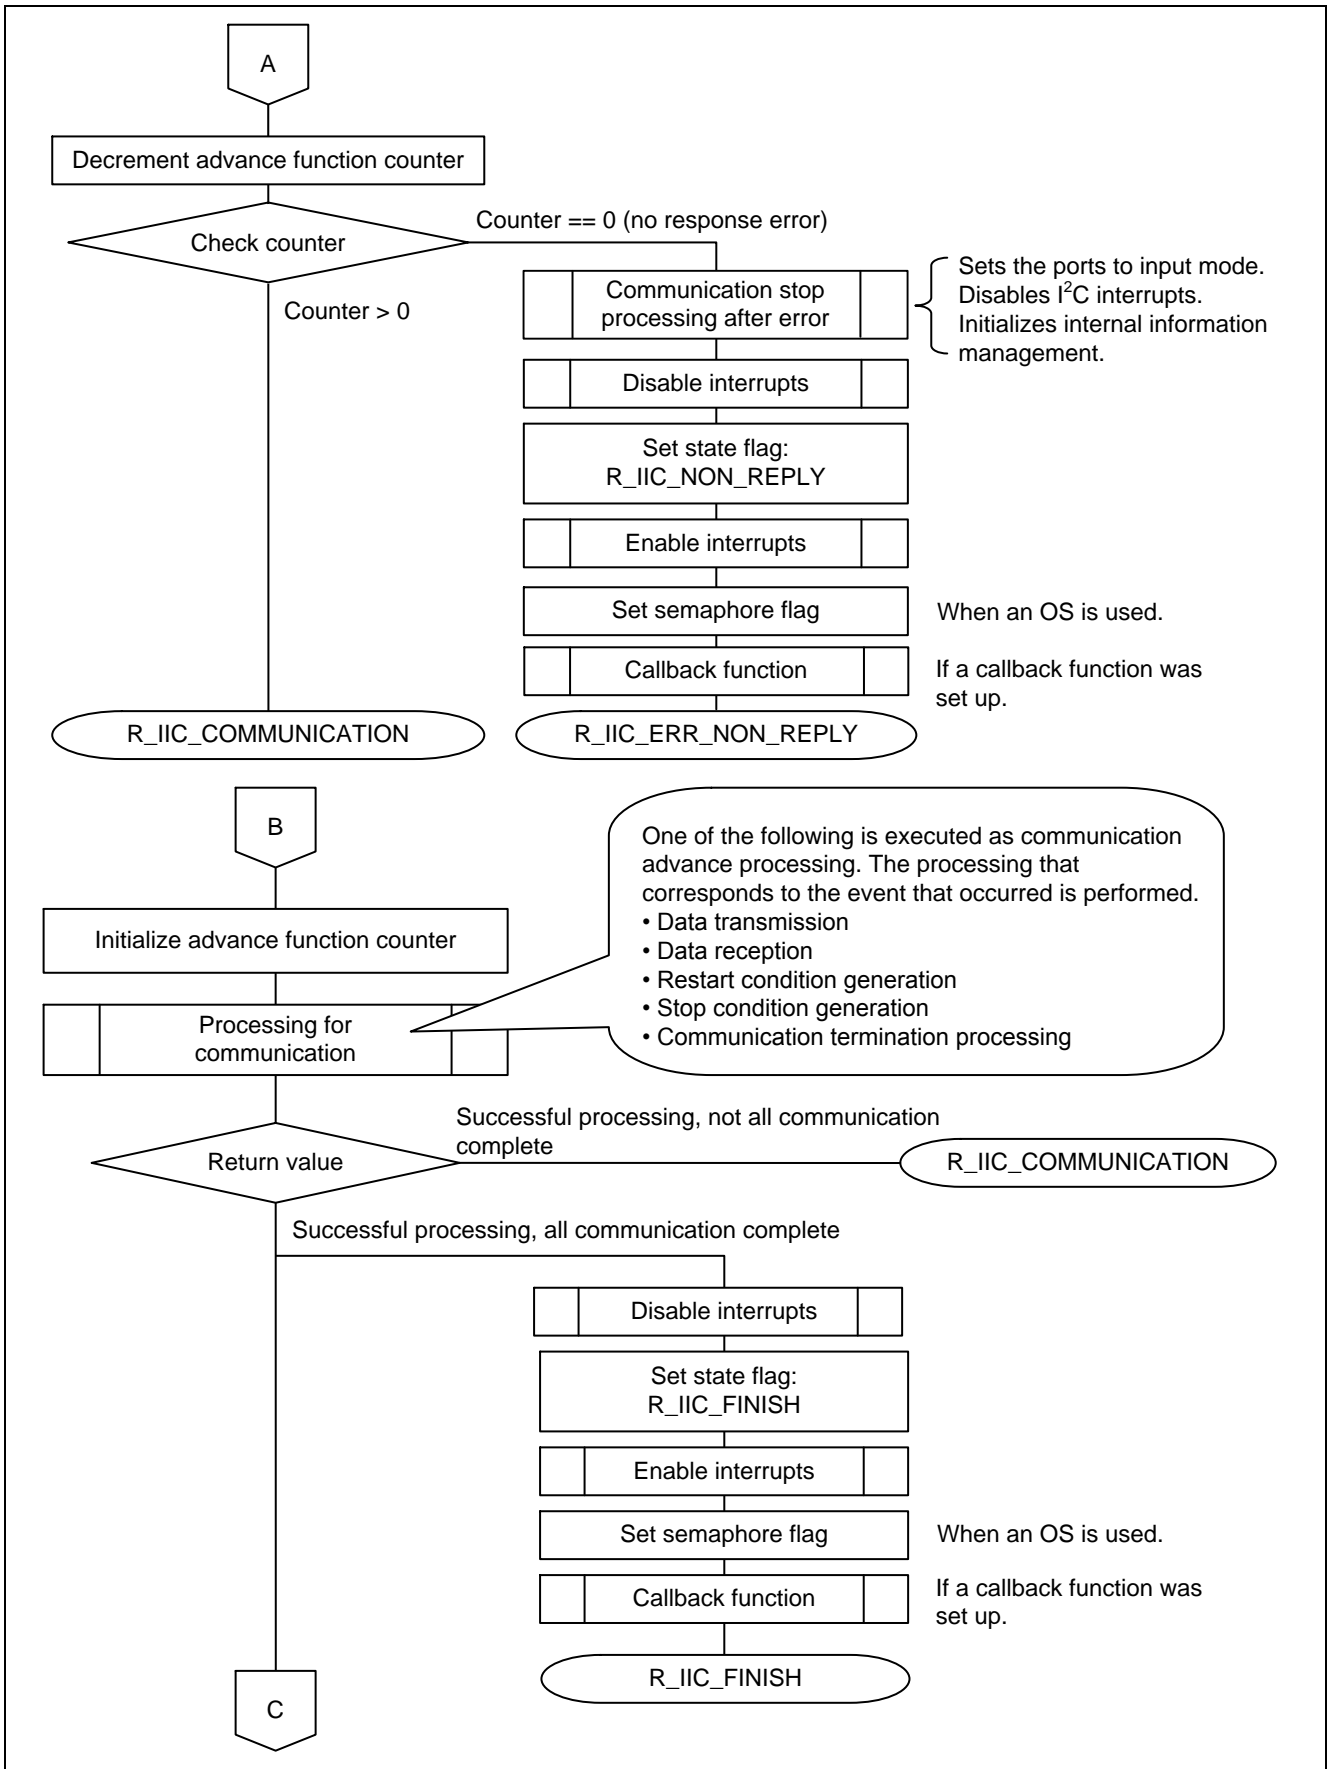 A
Decrement advance function counter
Check counter
Counter == 0 (no response error)
Counter > 0
Communication stop
processing after error
Sets the ports to input mode.
Disables I²C interrupts.
Initializes internal information
management.
Disable interrupts
Set state flag:
R_IIC_NON_REPLY
Enable interrupts
Set semaphore flag
When an OS is used.
Callback function
If a callback function was
set up.
R_IIC_COMMUNICATION
R_IIC_ERR_NON_REPLY
B
One of the following is executed as communication
advance processing. The processing that
corresponds to the event that occurred is performed.
• Data transmission
• Data reception
• Restart condition generation
• Stop condition generation
• Communication termination processing
Initialize advance function counter
Processing for
communication
Return value
Successful processing, not all communication
complete
R_IIC_COMMUNICATION
Successful processing, all communication complete
Disable interrupts
Set state flag:
R_IIC_FINISH
Enable interrupts
Set semaphore flag
When an OS is used.
Callback function
If a callback function was
set up.
R_IIC_FINISH
C